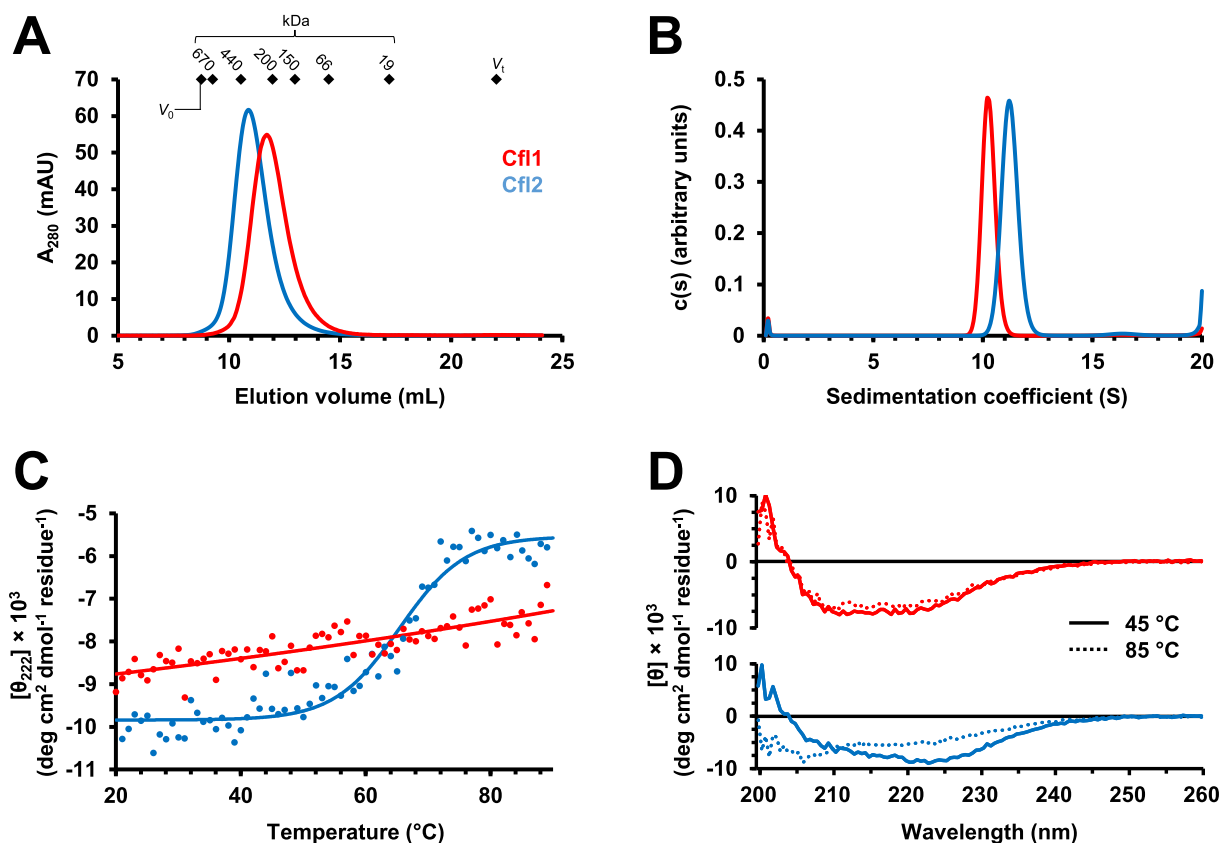 A
kDa
670 440 200 150 66 19 Vt
V0
70
60
50
40
30
20
10
0
A280 (mAU)
Cfl1
Cfl2
5 10 15 20 25
Elution volume (mL)
B
0.5
0.4
0.3
0.2
0.1
0
c(s) (arbitrary units)
0 5 10 15 20
Sedimentation coefficient (S)
C
-5
-6
-7
-8
-9
-10
-11
[θ222] × 10³
(deg cm² dmol⁻¹ residue⁻¹)
20 40 60 80
Temperature (°C)
D
10
0
-10
10
0
-10
[θ] × 10³
(deg cm² dmol⁻¹ residue⁻¹)
45 °C
85 °C
200 210 220 230 240 250 260
Wavelength (nm)